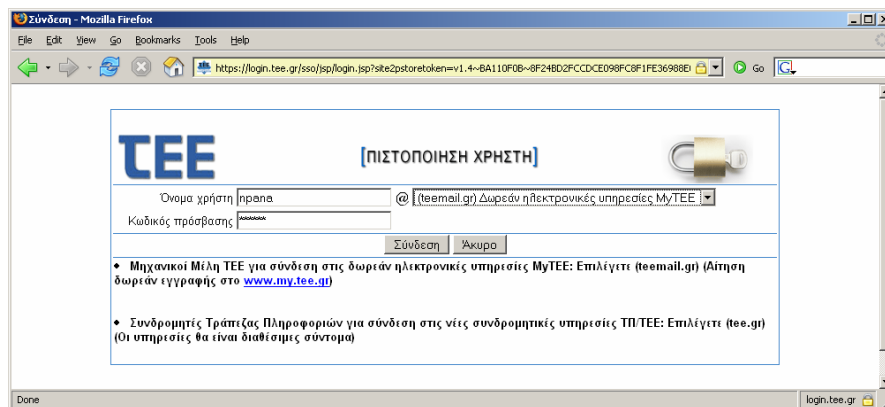 Σύνδεση - Mozilla Firefox
File Edit View Go Bookmarks Tools Help
https://login.tee.gr/sso/jsp/login.jsp?site2pstoretoken=v1.4~BA110F0B~8F24BD2FCCDCE098FC8F1FE36988E Go G
ΤΕΕ [ΠΙΣΤΟΠΟΙΗΣΗ ΧΡΗΣΤΗ]
Όνομα χρήστη npana @ (teemail.gr) Δωρεάν ηλεκτρονικές υπηρεσίες MyTEE
Κωδικός πρόσβασης ******
Σύνδεση Άκυρο
• Μηχανικοί Μέλη ΤΕΕ για σύνδεση στις δωρεάν ηλεκτρονικές υπηρεσίες MyTEE: Επιλέγετε (teemail.gr) (Αίτηση
δωρεάν εγγραφής στο www.my.tee.gr)
• Συνδρομητές Τράπεζας Πληροφοριών για σύνδεση στις νέες συνδρομητικές υπηρεσίες ΤΠ/ΤΕΕ: Επιλέγετε (tee.gr)
(Οι υπηρεσίες θα είναι διαθέσιμες σύντομα)
Done login.tee.gr